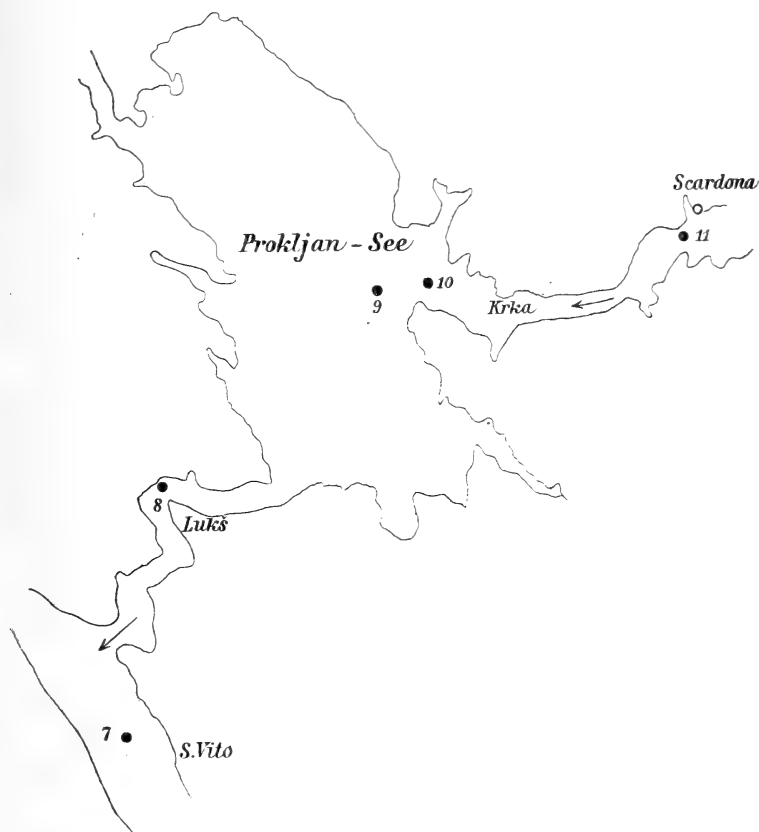 Scardona
11
Prokljan - See
10
9
Krka
8
Lukš
7
S. Vito